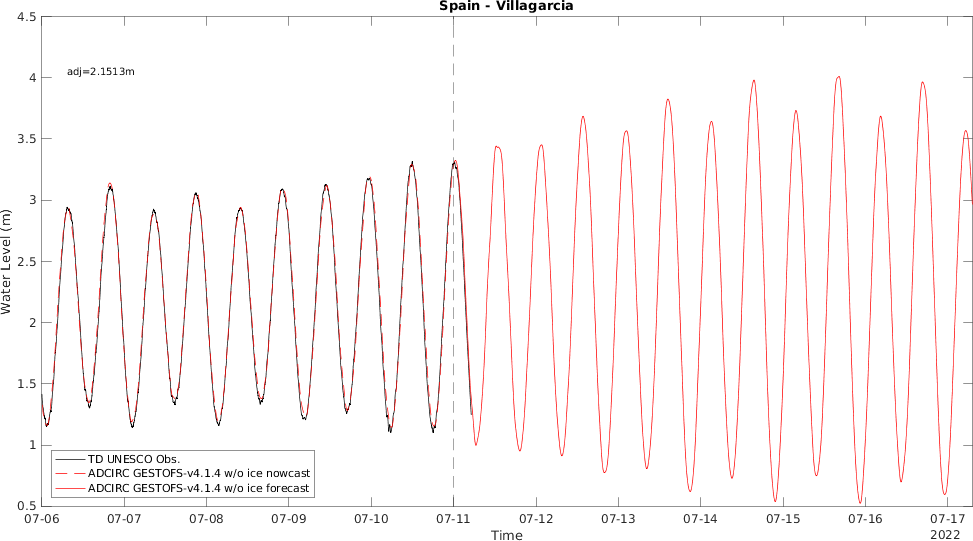 Spain - Villagarcia
adj=2.1513m
Water Level (m)
4.5
4
3.5
3
2.5
2
1.5
1
0.5
TD UNESCO Obs.
ADCIRC GESTOFS-v4.1.4 w/o ice nowcast
ADCIRC GESTOFS-v4.1.4 w/o ice forecast
07-06 07-07 07-08 07-09 07-10 07-11 07-12 07-13 07-14 07-15 07-16 07-17
2022
Time